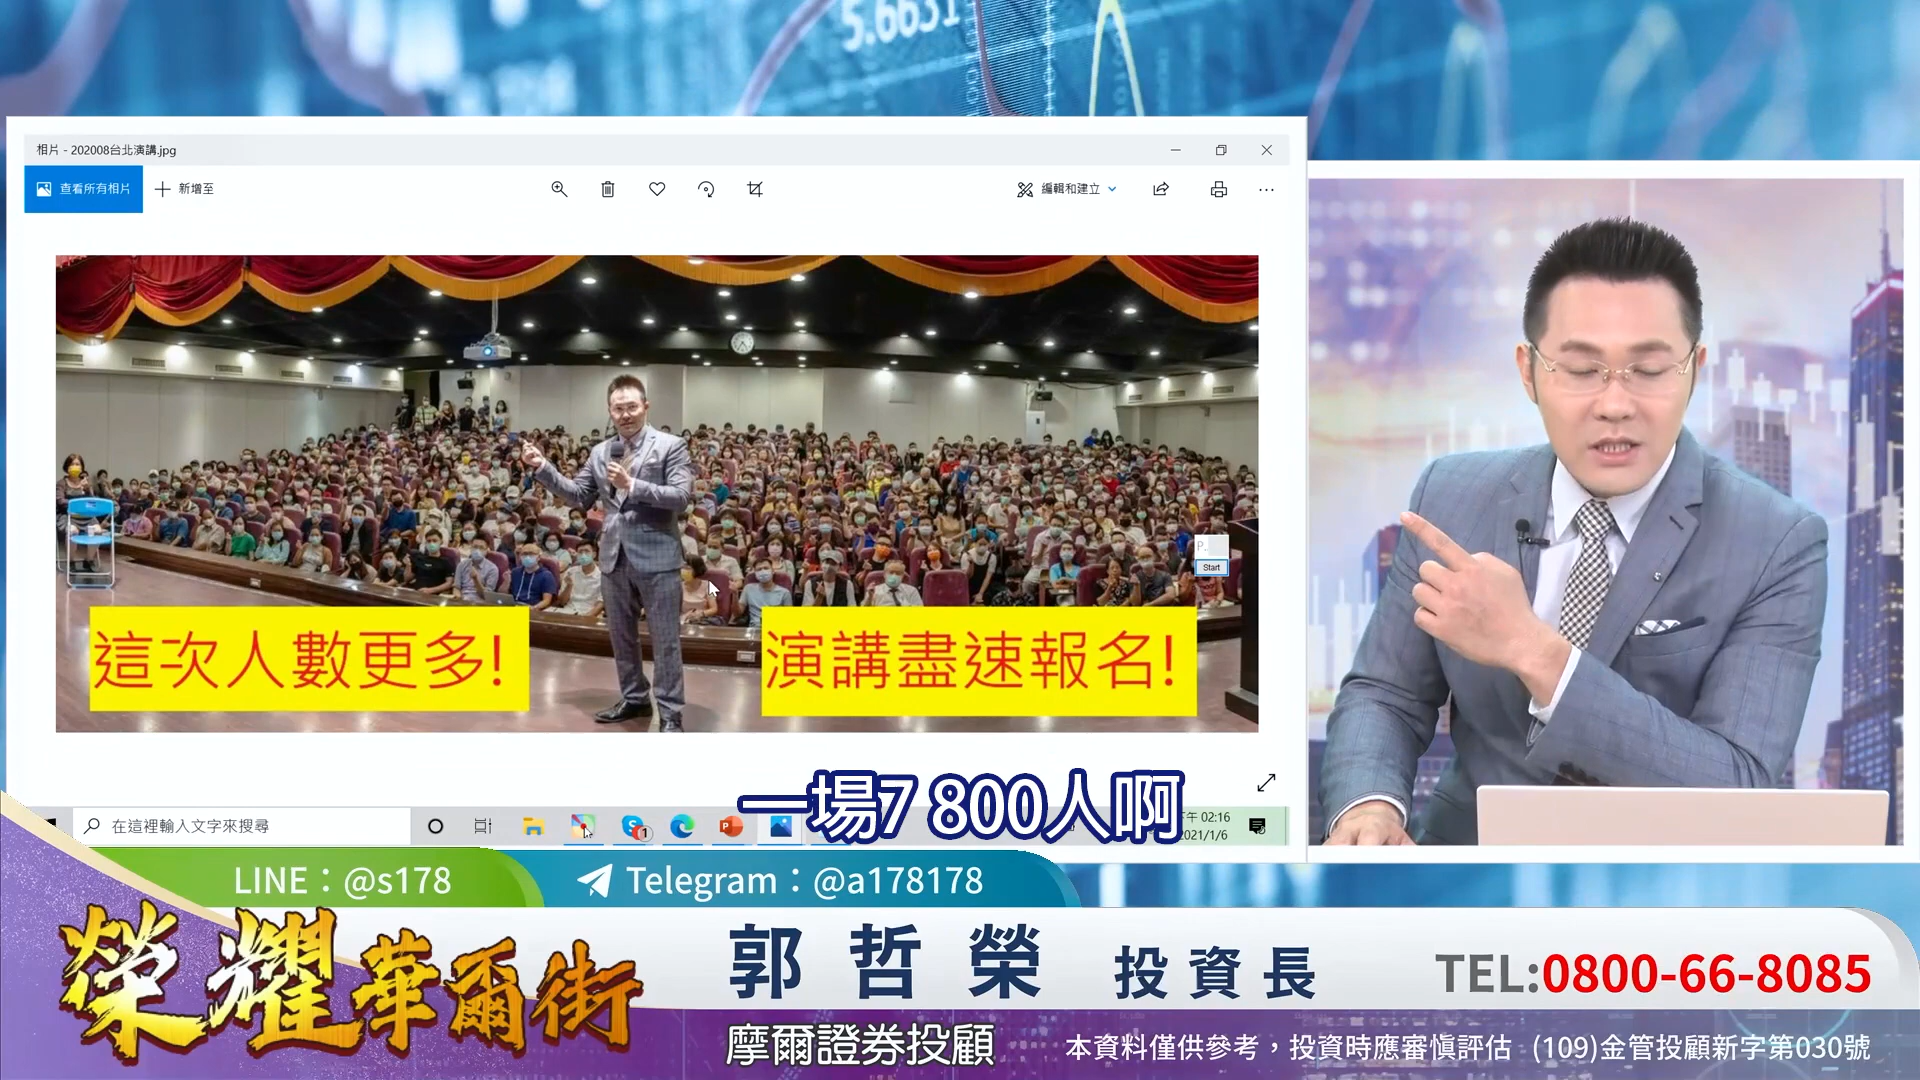 5.6631
相片 - 202008台北演講.jpg
查看所有相片
新增至
編輯和建立
P..
Start
這次人數更多!
演講盡速報名!
一場7 800人啊
在這裡輸入文字來搜尋
1
午 02:16
2021/1/6
LINE：@s178
Telegram：@a178178
榮耀華爾街
郭哲榮 投資長
TEL:0800-66-8085
摩爾證券投顧
本資料僅供參考，投資時應審慎評估 (109)金管投顧新字第030號